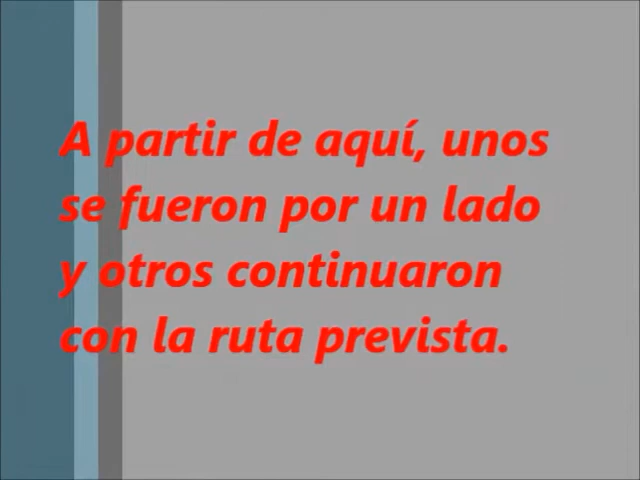 A partir de aquí, unos
se fueron por un lado
y otros continuaron
con la ruta prevista.